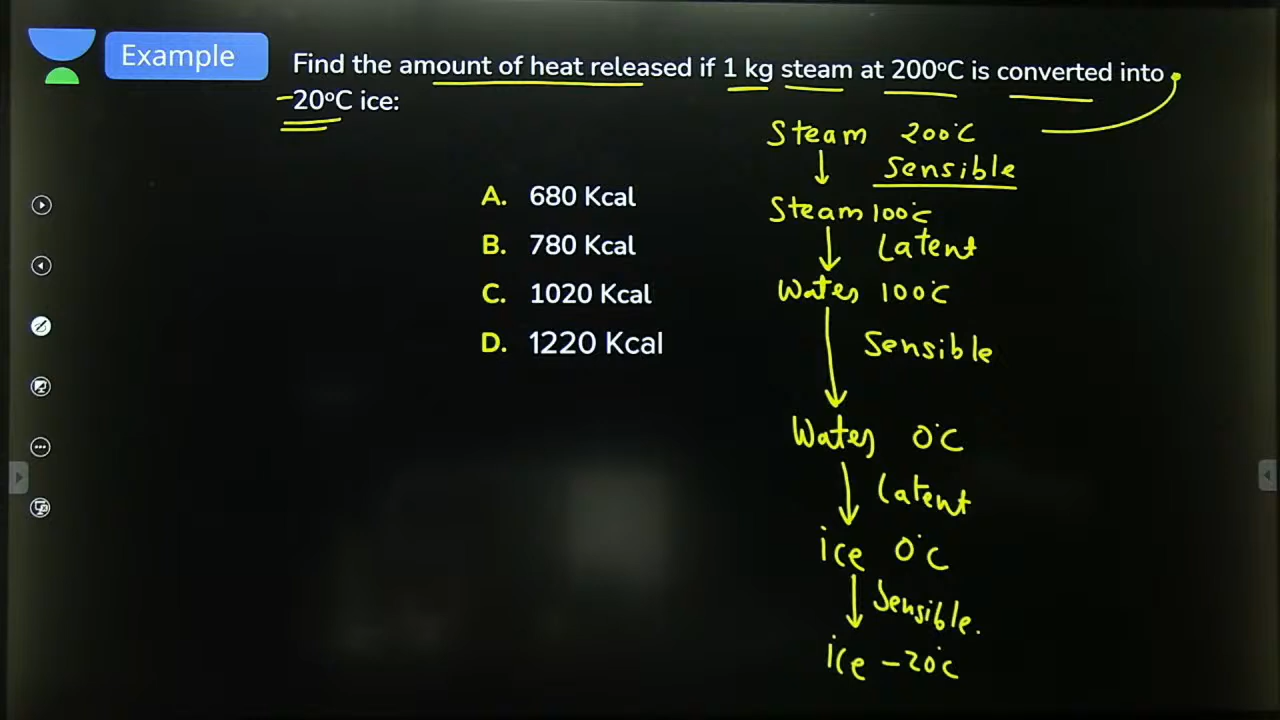 Example
Find the amount of heat released if 1 kg steam at 200°C is converted into
-20°C ice:
A. 680 Kcal
B. 780 Kcal
C. 1020 Kcal
D. 1220 Kcal
Steam 200°C
Sensible
Steam 100°C
Latent
Water 100°C
Sensible
Water 0°C
Latent
ice 0°C
Sensible.
ice -20°C